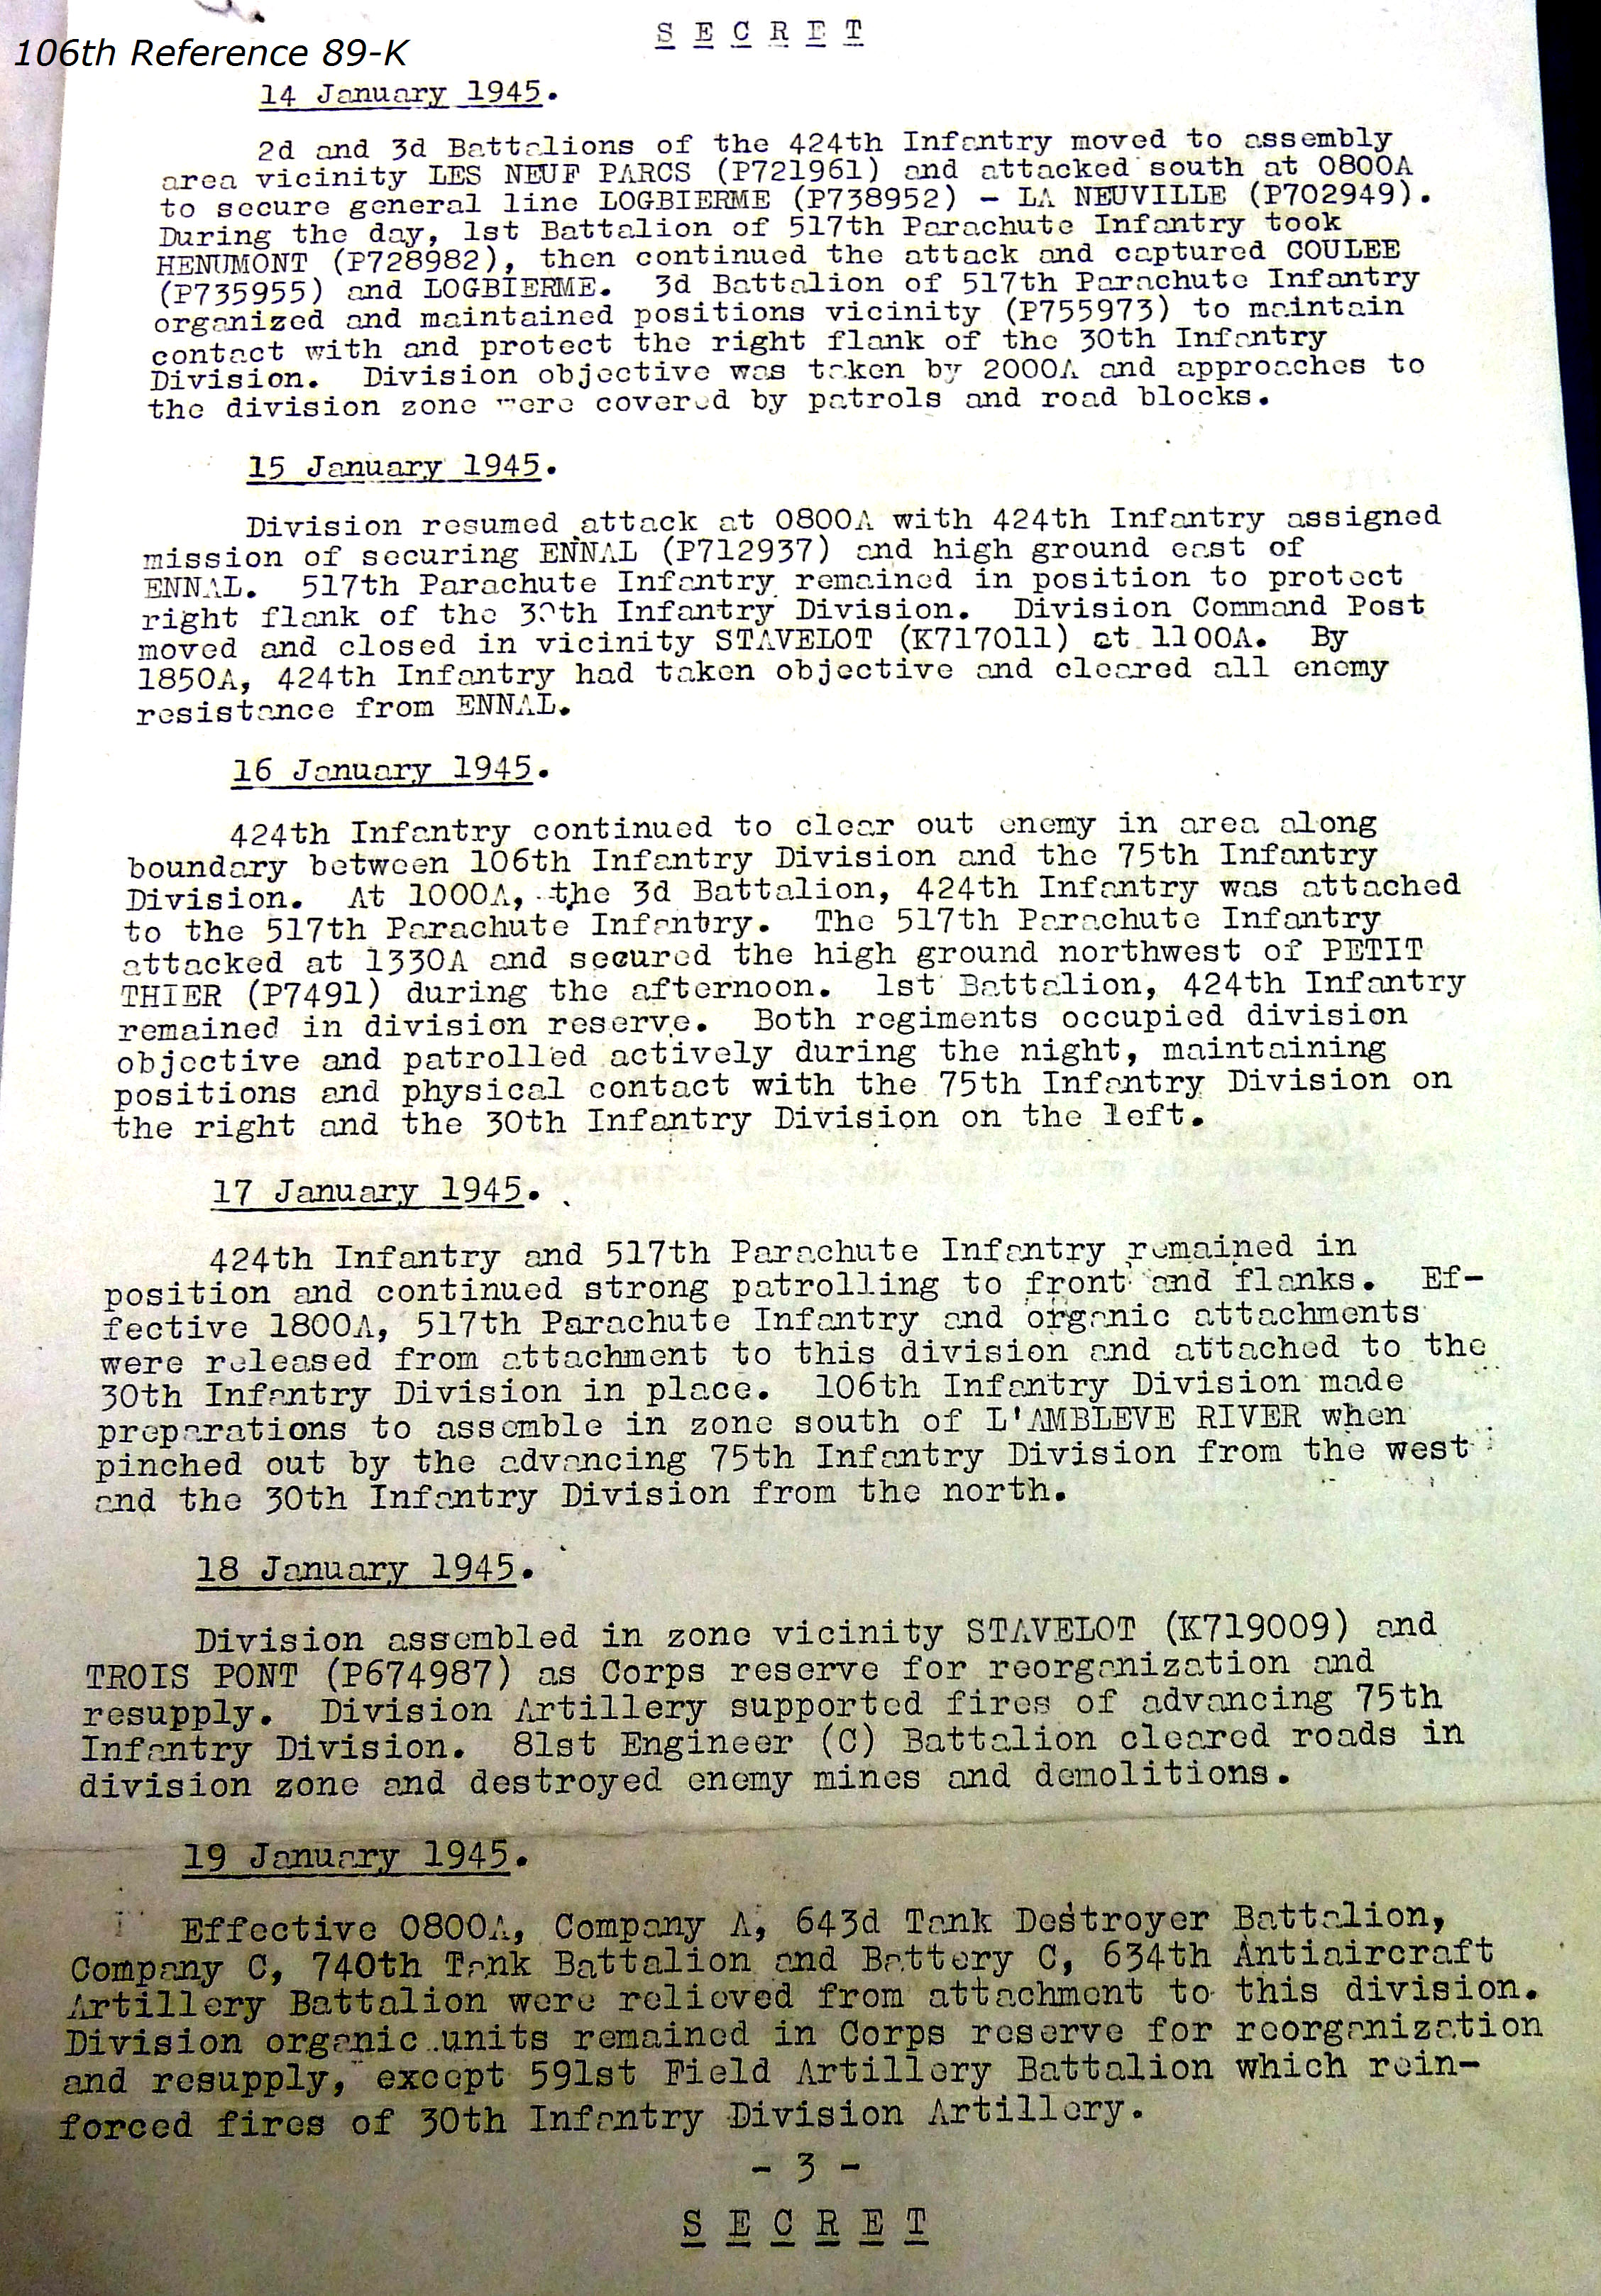 S E C R E T
106th Reference 89-K
14 January 1945.
2d and 3d Battalions of the 424th Infantry moved to assembly
area vicinity LES NEUF PARCS (P721961) and attacked south at 0800A
to secure general line LOGBIERME (P738952) - LA NEUVILLE (P702949).
During the day, 1st Battalion of 517th Parachute Infantry took
HENUMONT (P728982), then continued the attack and captured COULEE
(P735955) and LOGBIERME. 3d Battalion of 517th Parachute Infantry
organized and maintained positions vicinity (P755973) to maintain
contact with and protect the right flank of the 30th Infantry
Division. Division objective was taken by 2000A and approaches to
the division zone were covered by patrols and road blocks.
15 January 1945.
Division resumed attack at 0800A with 424th Infantry assigned
mission of securing ENNAL (P712937) and high ground east of
ENNAL. 517th Parachute Infantry remained in position to protect
right flank of the 30th Infantry Division. Division Command Post
moved and closed in vicinity STAVELOT (K717011) at 1100A. By
1850A, 424th Infantry had taken objective and cleared all enemy
resistance from ENNAL.
16 January 1945.
424th Infantry continued to clear out enemy in area along
boundary between 106th Infantry Division and the 75th Infantry
Division. At 1000A, the 3d Battalion, 424th Infantry was attached
to the 517th Parachute Infantry. The 517th Parachute Infantry
attacked at 1330A and secured the high ground northwest of PETIT
THIER (P7491) during the afternoon. 1st Battalion, 424th Infantry
remained in division reserve. Both regiments occupied division
objective and patrolled actively during the night, maintaining
positions and physical contact with the 75th Infantry Division on
the right and the 30th Infantry Division on the left.
17 January 1945.
424th Infantry and 517th Parachute Infantry remained in
position and continued strong patrolling to front and flanks. Ef-
fective 1800A, 517th Parachute Infantry and organic attachments
were released from attachment to this division and attached to the
30th Infantry Division in place. 106th Infantry Division made
preparations to assemble in zone south of L'AMBLEVE RIVER when
pinched out by the advancing 75th Infantry Division from the west
and the 30th Infantry Division from the north.
18 January 1945.
Division assembled in zone vicinity STAVELOT (K719009) and
TROIS PONT (P674987) as Corps reserve for reorganization and
resupply. Division Artillery supported fires of advancing 75th
Infantry Division. 81st Engineer (C) Battalion cleared roads in
division zone and destroyed enemy mines and demolitions.
19 January 1945.
Effective 0800A, Company A, 643d Tank Destroyer Battalion,
Company C, 740th Tank Battalion and Battery C, 634th Antiaircraft
Artillery Battalion were relieved from attachment to this division.
Division organic units remained in Corps reserve for reorganization
and resupply, except 591st Field Artillery Battalion which rein-
forced fires of 30th Infantry Division Artillery.
- 3 -
S E C R E T